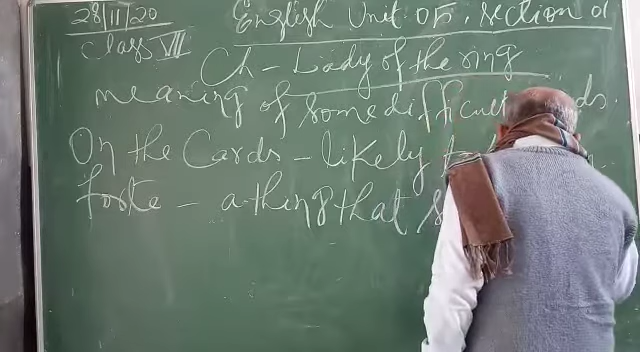 28/11/20 English Unit 05, section 01
Class VII
Ch - Lady of the ring
meaning of some difficult
On the Cards - likely
forte - a thing that